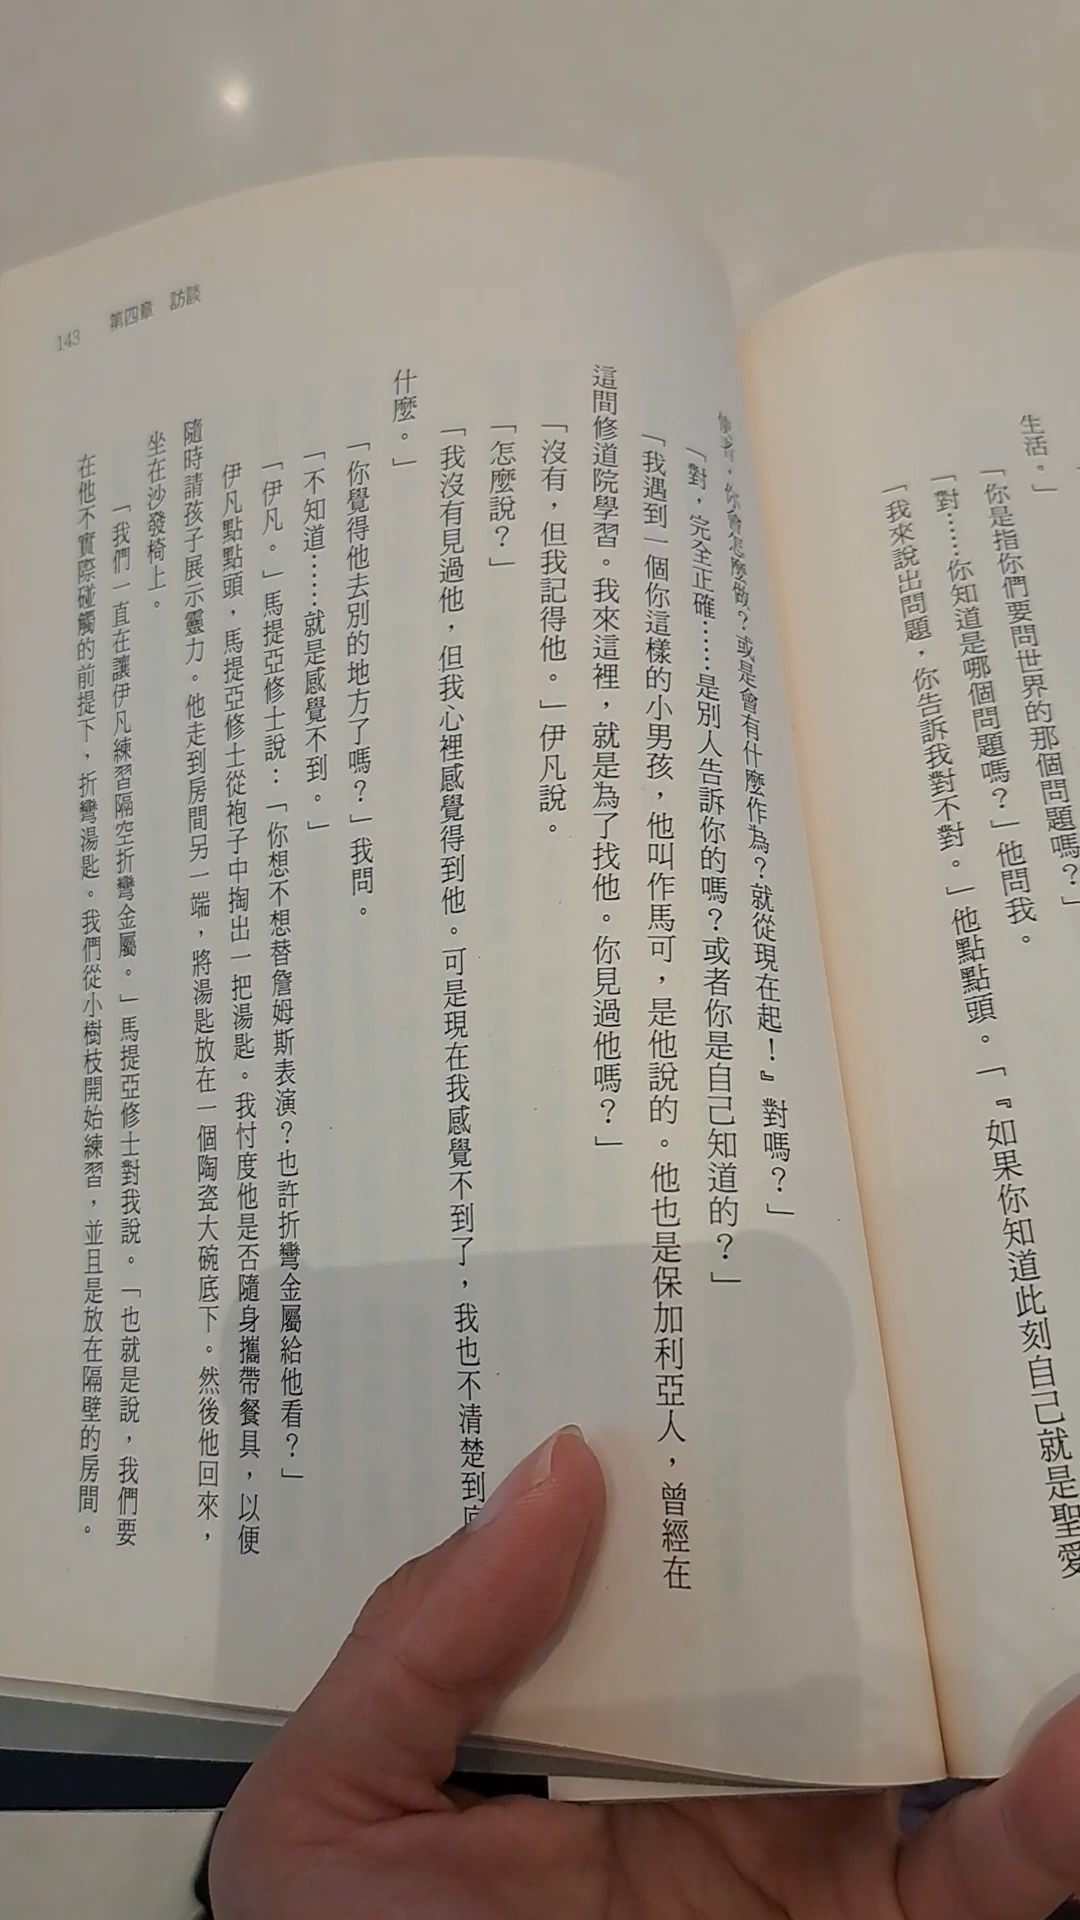 生活。」
「你是指你們要問世界的那個問題嗎？」
「對……你知道是哪個問題嗎？」他問我。
「我來說出問題，你告訴我對不對。」他點點頭。「『如果你知道此刻自己就是聖愛
使者，你會怎麼做？或是會有什麼作為？就從現在起！』對嗎？」
「對，完全正確……是別人告訴你的嗎？或者你是自己知道的？」
「我遇到一個你這樣的小男孩，他叫作馬可，是他說的。他也是保加利亞人，曾經在
這間修道院學習。我來這裡，就是為了找他。你見過他嗎？」
「沒有，但我記得他。」伊凡說。
「怎麼說？」
「我沒有見過他，但我心裡感覺得到他。可是現在我感覺不到了，我也不清楚到
什麼。」
「你覺得他去別的地方了嗎？」我問。
「不知道……就是感覺不到。」
「伊凡。」馬提亞修士說：「你想不想替詹姆斯表演？也許折彎金屬給他看？」
伊凡點點頭，馬提亞修士從袍子中掏出一把湯匙。我忖度他是否隨身攜帶餐具，以便
隨時請孩子展示靈力。他走到房間另一端，將湯匙放在一個陶瓷大碗底下。然後他回來，
坐在沙發椅上。
「我們一直在讓伊凡練習隔空折彎金屬。」馬提亞修士對我說。「也就是說，我們要
在他不實際碰觸的前提下，折彎湯匙。我們從小樹枝開始練習，並且是放在隔壁的房間。
143 第四章 訪談